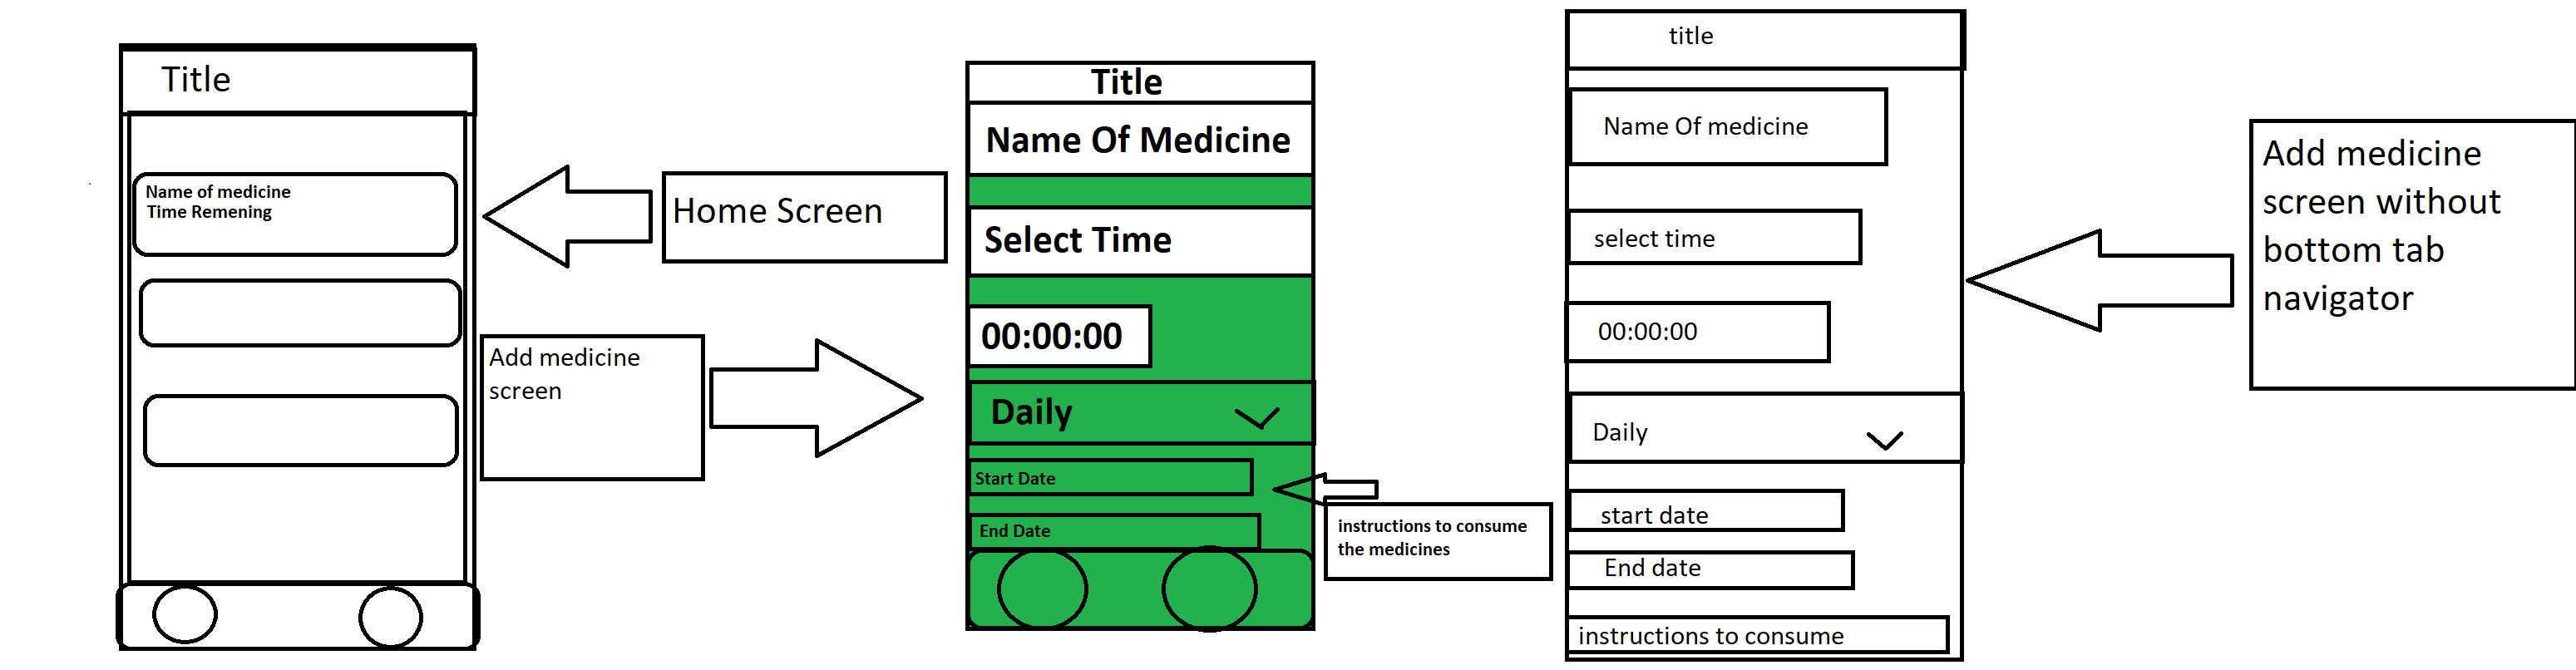 Title
Name of medicine
Time Remening
Home Screen
Add medicine
screen
Title
Name Of Medicine
Select Time
00:00:00
Daily
Start Date
End Date
instructions to consume
the medicines
title
Name Of medicine
select time
00:00:00
Daily
start date
End date
instructions to consume
Add medicine
screen without
bottom tab
navigator